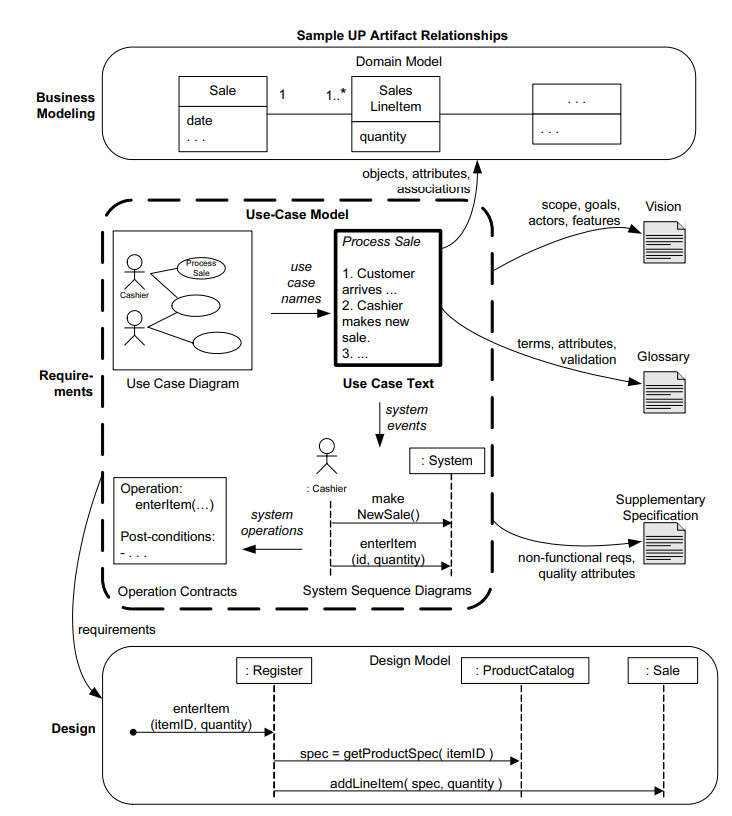 Sample UP Artifact Relationships
Domain Model
Business
Modeling
Sale
date
. . .
1
1..*
Sales
LineItem
quantity
. . .
. . .
objects, attributes,
associations
Use-Case Model
Require-
ments
Process
Sale
Cashier
Use Case Diagram
use
case
names
Process Sale
1. Customer
arrives ...
2. Cashier
makes new
sale.
3. ...
Use Case Text
scope, goals,
actors, features
Vision
terms, attributes,
validation
Glossary
system
events
: Cashier
: System
make
NewSale()
enterItem
(id, quantity)
System Sequence Diagrams
system
operations
Operation:
enterItem(…)
Post-conditions:
- . . .
Operation Contracts
Supplementary
Specification
non-functional reqs,
quality attributes
requirements
Design
Design Model
: Register
: ProductCatalog
: Sale
enterItem
(itemID, quantity)
spec = getProductSpec( itemID )
addLineItem( spec, quantity )